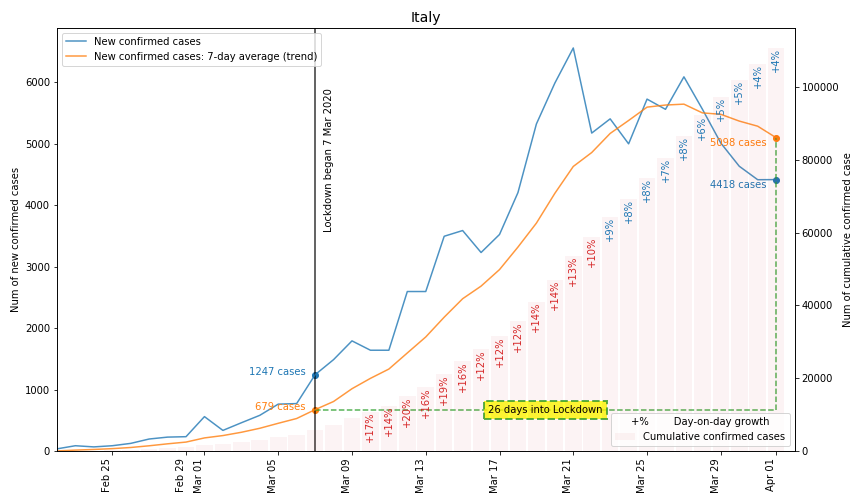 Italy
New confirmed cases
New confirmed cases: 7-day average (trend)
Num of new confirmed cases
6000
5000
4000
3000
2000
1000
0
Num of cumulative confirmed case
100000
80000
60000
40000
20000
0
Lockdown began 7 Mar 2020
1247 cases
679 cases
5098 cases
4418 cases
+17%
+14%
+20%
+16%
+19%
+16%
+12%
+12%
+12%
+14%
+14%
+13%
+10%
+9%
+8%
+8%
+7%
+8%
+6%
+5%
+5%
+4%
+4%
26 days into Lockdown
+% Day-on-day growth
Cumulative confirmed cases
Feb 25
Feb 29
Mar 01
Mar 05
Mar 09
Mar 13
Mar 17
Mar 21
Mar 25
Mar 29
Apr 01